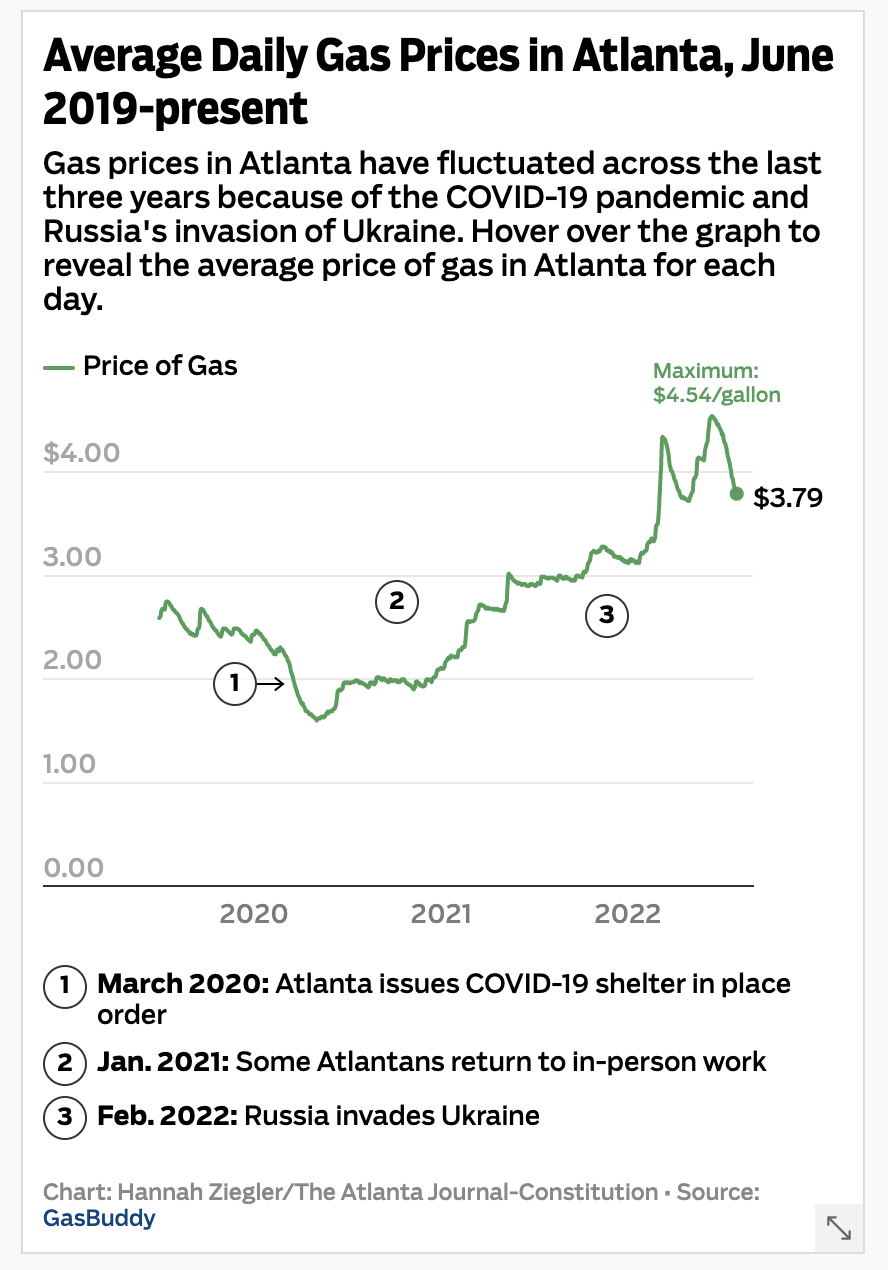 Average Daily Gas Prices in Atlanta, June
2019-present
Gas prices in Atlanta have fluctuated across the last
three years because of the COVID-19 pandemic and
Russia's invasion of Ukraine. Hover over the graph to
reveal the average price of gas in Atlanta for each
day.
Price of Gas
Maximum:
$4.54/gallon
$4.00
$3.79
3.00
2
3
2.00
1
1.00
0.00
2020 2021 2022
1 March 2020: Atlanta issues COVID-19 shelter in place
order
2 Jan. 2021: Some Atlantans return to in-person work
3 Feb. 2022: Russia invades Ukraine
Chart: Hannah Ziegler/The Atlanta Journal-Constitution • Source:
GasBuddy